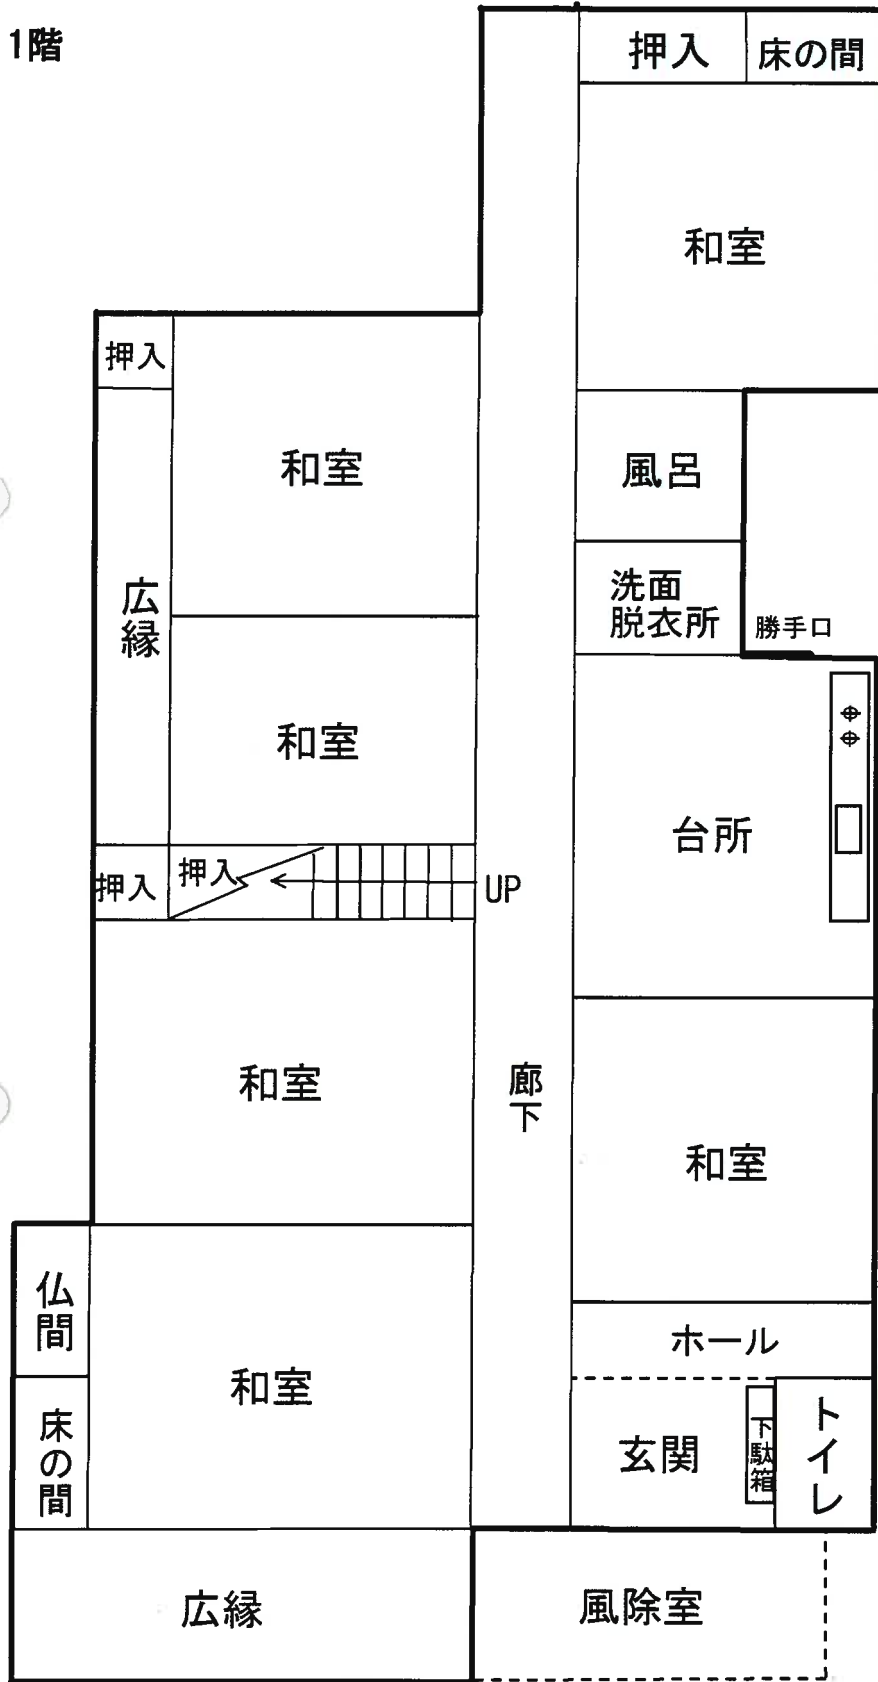 1階
押入
床の間
和室
押入
和室
風呂
広縁
洗面
脱衣所
勝手口
和室
台所
押入
押入
UP
和室
廊下
和室
仏間
ホール
和室
床の間
玄関
下駄箱
トイレ
広縁
風除室